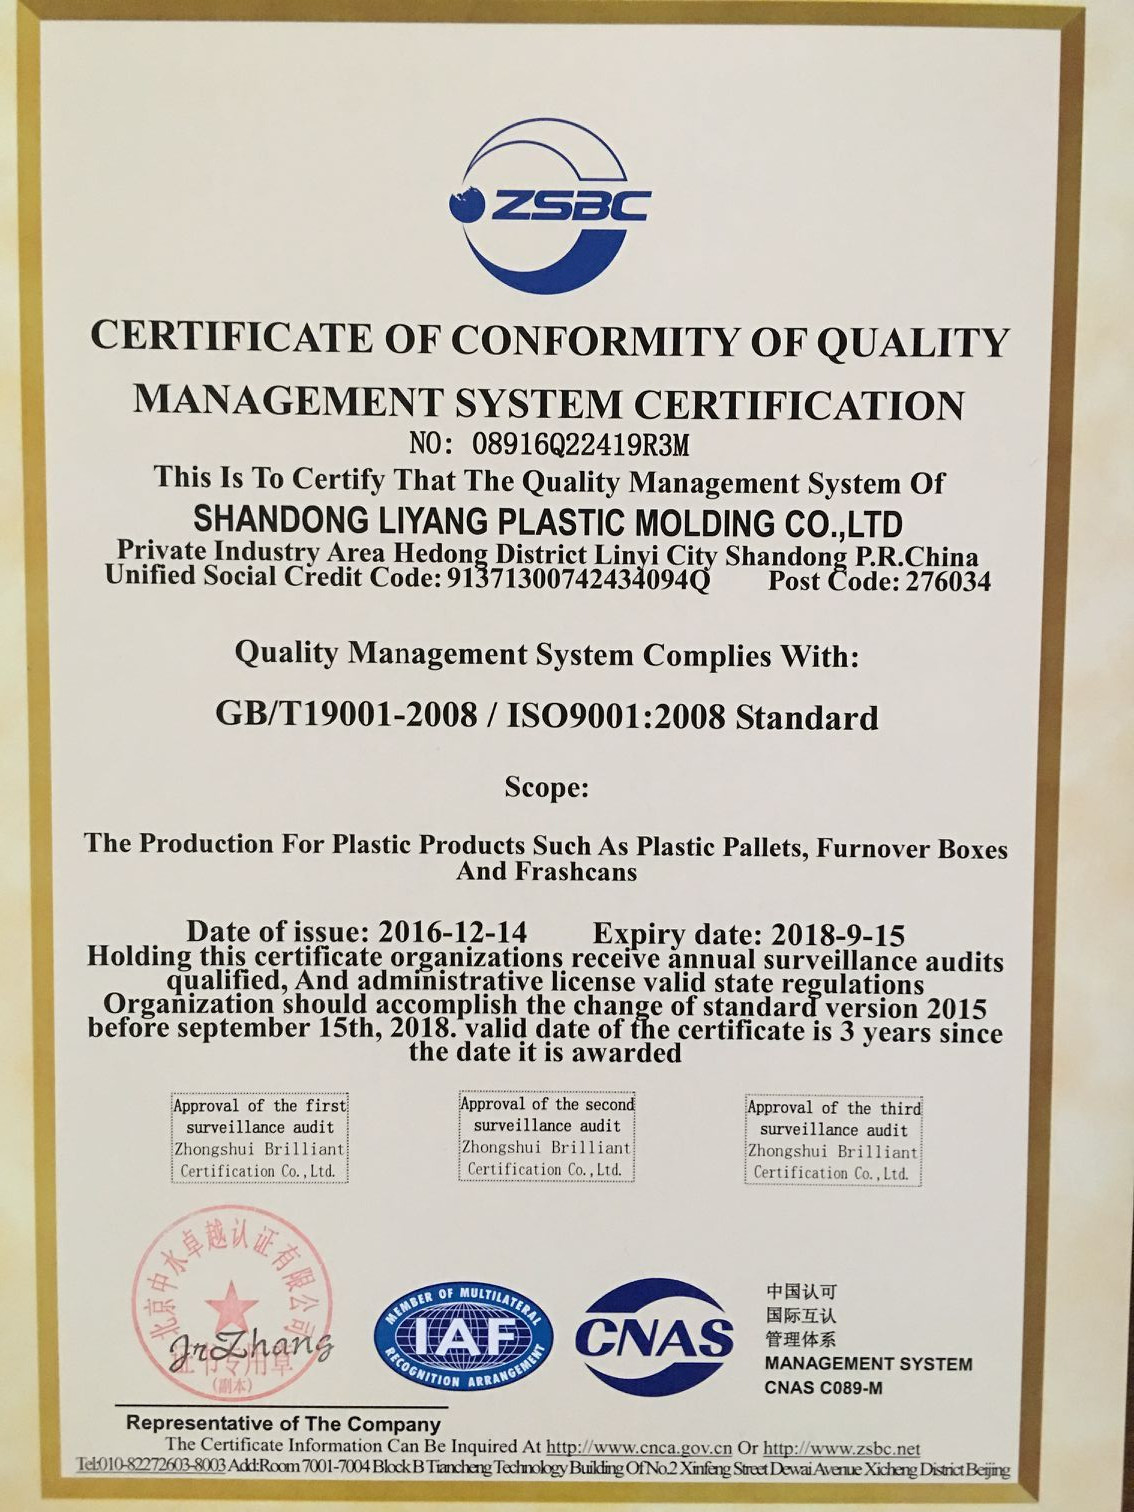 ZSBC
CERTIFICATE OF CONFORMITY OF QUALITY
MANAGEMENT SYSTEM CERTIFICATION
NO: 08916Q22419R3M
This Is To Certify That The Quality Management System Of
SHANDONG LIYANG PLASTIC MOLDING CO.,LTD
Private Industry Area Hedong District Linyi City Shandong P.R.China
Unified Social Credit Code: 91371300742434094Q Post Code: 276034
Quality Management System Complies With:
GB/T19001-2008 / ISO9001:2008 Standard
Scope:
The Production For Plastic Products Such As Plastic Pallets, Furnover Boxes
And Frashcans
Date of issue: 2016-12-14 Expiry date: 2018-9-15
Holding this certificate organizations receive annual surveillance audits
qualified, And administrative license valid state regulations
Organization should accomplish the change of standard version 2015
before september 15th, 2018. valid date of the certificate is 3 years since
the date it is awarded
Approval of the first
surveillance audit
Zhongshui Brilliant
Certification Co.,Ltd.
Approval of the second
surveillance audit
Zhongshui Brilliant
Certification Co.,Ltd.
Approval of the third
surveillance audit
Zhongshui Brilliant
Certification Co.,Ltd.
北京中水卓越认证有限公司
JrZhang
证书专用章
(副本)
MEMBER OF MULTILATERAL
IAF
RECOGNITION ARRANGEMENT
CNAS
中国认可
国际互认
管理体系
MANAGEMENT SYSTEM
CNAS C089-M
Representative of The Company
The Certificate Information Can Be Inquired At http://www.cnca.gov.cn Or http://www.zsbc.net
Tel:010-82272603-8003 Add:Room 7001-7004 Block B Tiancheng Technology Building Of No.2 Xinfeng Street Dewai Avenue Xicheng District Beijing